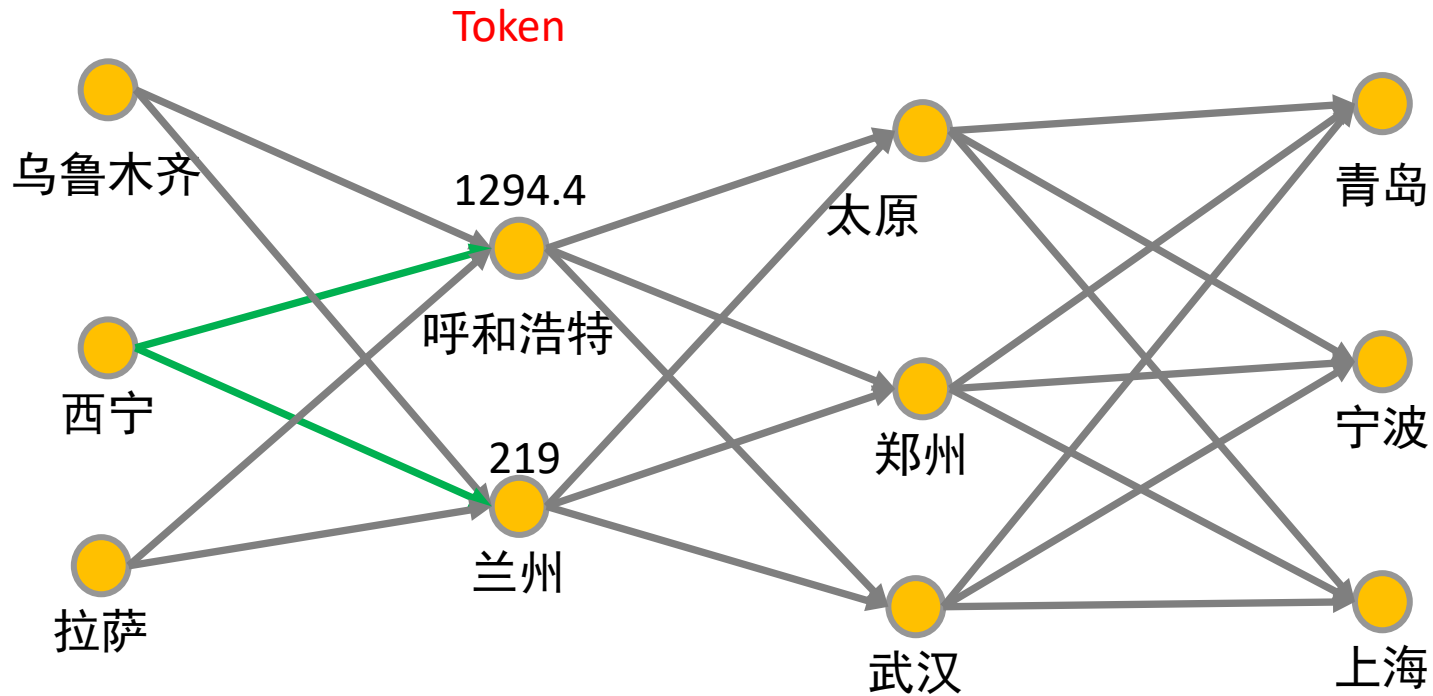 Token
乌鲁木齐
1294.4
太原
青岛
呼和浩特
西宁
宁波
219
郑州
兰州
拉萨
武汉
上海